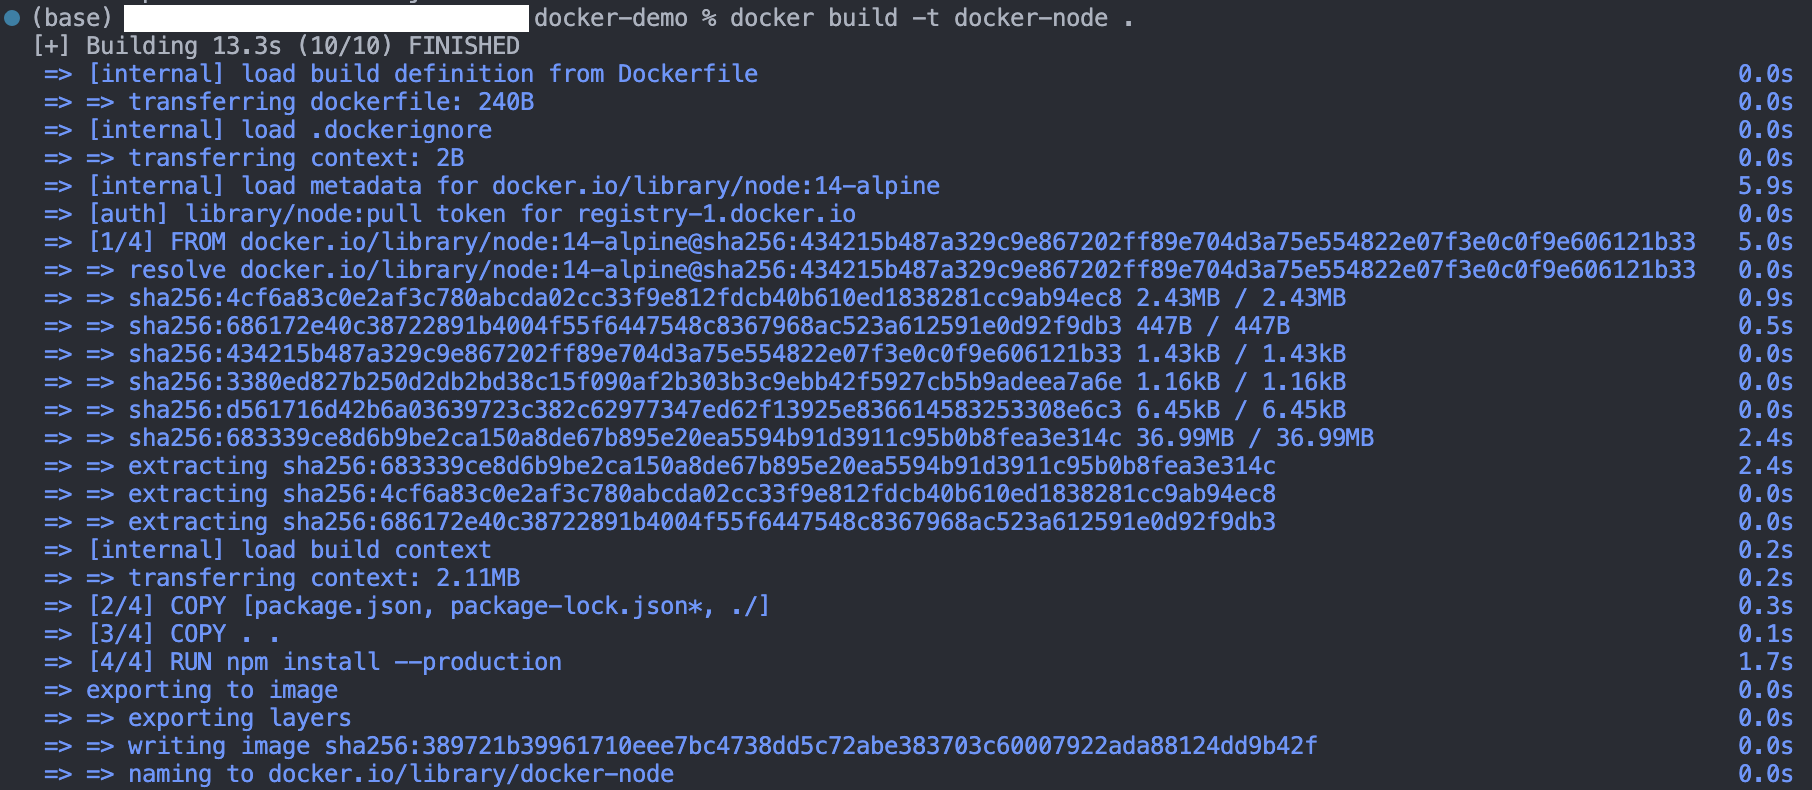 (base) docker-demo % docker build -t docker-node .
[+] Building 13.3s (10/10) FINISHED
=> [internal] load build definition from Dockerfile 0.0s
=> => transferring dockerfile: 240B 0.0s
=> [internal] load .dockerignore 0.0s
=> => transferring context: 2B 0.0s
=> [internal] load metadata for docker.io/library/node:14-alpine 5.9s
=> [auth] library/node:pull token for registry-1.docker.io 0.0s
=> [1/4] FROM docker.io/library/node:14-alpine@sha256:434215b487a329c9e867202ff89e704d3a75e554822e07f3e0c0f9e606121b33 5.0s
=> => resolve docker.io/library/node:14-alpine@sha256:434215b487a329c9e867202ff89e704d3a75e554822e07f3e0c0f9e606121b33 0.0s
=> => sha256:4cf6a83c0e2af3c780abcda02cc33f9e812fdcb40b610ed1838281cc9ab94ec8 2.43MB / 2.43MB 0.9s
=> => sha256:686172e40c38722891b4004f55f6447548c8367968ac523a612591e0d92f9db3 447B / 447B 0.5s
=> => sha256:434215b487a329c9e867202ff89e704d3a75e554822e07f3e0c0f9e606121b33 1.43kB / 1.43kB 0.0s
=> => sha256:3380ed827b250d2db2bd38c15f090af2b303b3c9ebb42f5927cb5b9adeea7a6e 1.16kB / 1.16kB 0.0s
=> => sha256:d561716d42b6a03639723c382c62977347ed62f13925e836614583253308e6c3 6.45kB / 6.45kB 0.0s
=> => sha256:683339ce8d6b9be2ca150a8de67b895e20ea5594b91d3911c95b0b8fea3e314c 36.99MB / 36.99MB 2.4s
=> => extracting sha256:683339ce8d6b9be2ca150a8de67b895e20ea5594b91d3911c95b0b8fea3e314c 2.4s
=> => extracting sha256:4cf6a83c0e2af3c780abcda02cc33f9e812fdcb40b610ed1838281cc9ab94ec8 0.0s
=> => extracting sha256:686172e40c38722891b4004f55f6447548c8367968ac523a612591e0d92f9db3 0.0s
=> [internal] load build context 0.2s
=> => transferring context: 2.11MB 0.2s
=> [2/4] COPY [package.json, package-lock.json*, ./] 0.3s
=> [3/4] COPY . . 0.1s
=> [4/4] RUN npm install --production 1.7s
=> exporting to image 0.0s
=> => exporting layers 0.0s
=> => writing image sha256:389721b39961710eee7bc4738dd5c72abe383703c60007922ada88124dd9b42f 0.0s
=> => naming to docker.io/library/docker-node 0.0s